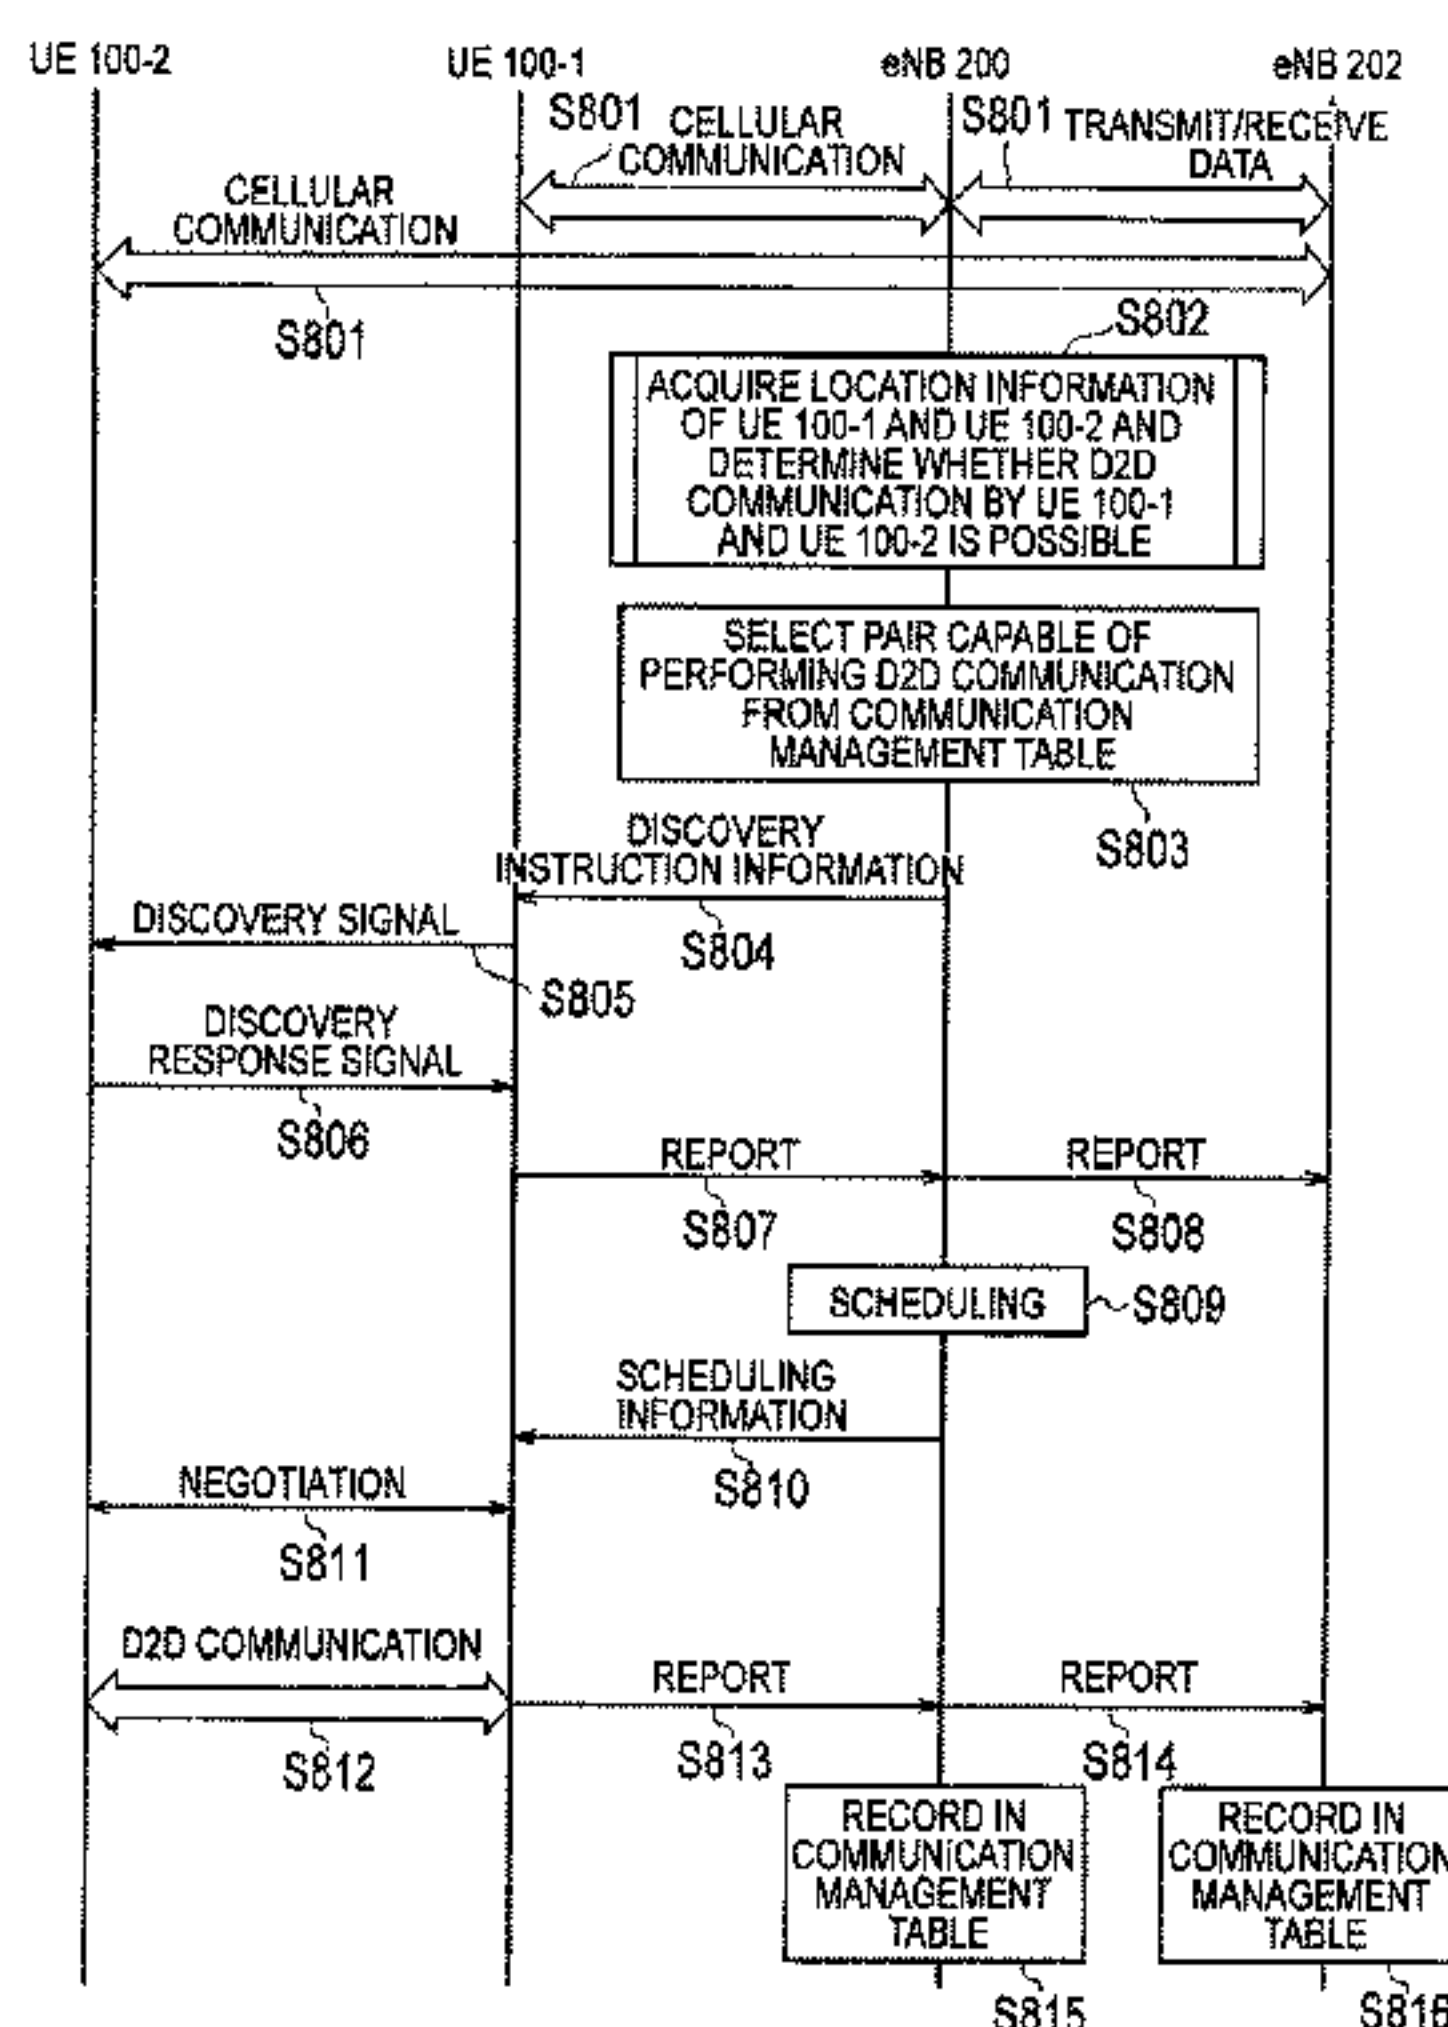 UE 100-2
UE 100-1
eNB 200
eNB 202
S801
CELLULAR
COMMUNICATION
S801
TRANSMIT/RECEIVE
DATA
CELLULAR
COMMUNICATION
S801
S802
ACQUIRE LOCATION INFORMATION
OF UE 100-1 AND UE 100-2 AND
DETERMINE WHETHER D2D
COMMUNICATION BY UE 100-1
AND UE 100-2 IS POSSIBLE
SELECT PAIR CAPABLE OF
PERFORMING D2D COMMUNICATION
FROM COMMUNICATION
MANAGEMENT TABLE
S803
DISCOVERY
INSTRUCTION INFORMATION
S804
DISCOVERY SIGNAL
S805
DISCOVERY
RESPONSE SIGNAL
S806
REPORT
S807
REPORT
S808
SCHEDULING
S809
SCHEDULING
INFORMATION
S810
NEGOTIATION
S811
D2D COMMUNICATION
S812
REPORT
S813
REPORT
S814
RECORD IN
COMMUNICATION
MANAGEMENT
TABLE
S815
RECORD IN
COMMUNICATION
MANAGEMENT
TABLE
S816